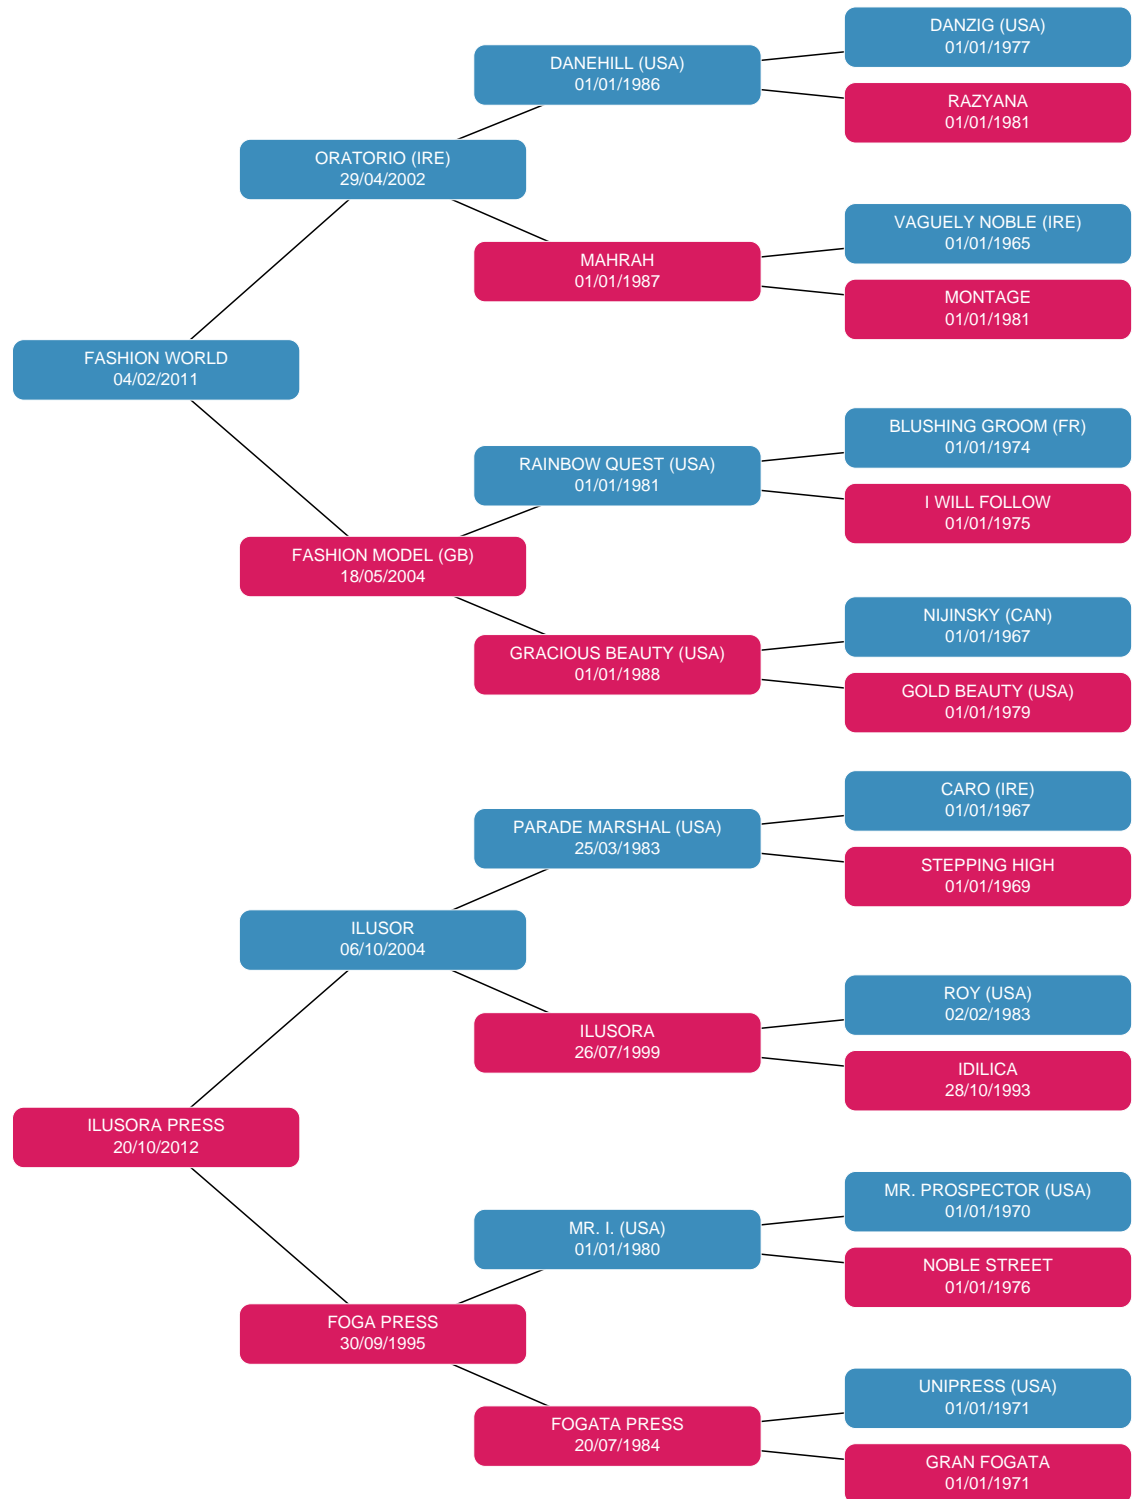 DANZIG (USA)
01/01/1977
DANEHILL (USA)
01/01/1986
RAZYANA
01/01/1981
ORATORIO (IRE)
29/04/2002
VAGUELY NOBLE (IRE)
01/01/1965
MAHRAH
01/01/1987
MONTAGE
01/01/1981
FASHION WORLD
04/02/2011
BLUSHING GROOM (FR)
01/01/1974
RAINBOW QUEST (USA)
01/01/1981
I WILL FOLLOW
01/01/1975
FASHION MODEL (GB)
18/05/2004
NIJINSKY (CAN)
01/01/1967
GRACIOUS BEAUTY (USA)
01/01/1988
GOLD BEAUTY (USA)
01/01/1979
CARO (IRE)
01/01/1967
PARADE MARSHAL (USA)
25/03/1983
STEPPING HIGH
01/01/1969
ILUSOR
06/10/2004
ROY (USA)
02/02/1983
ILUSORA
26/07/1999
IDILICA
28/10/1993
ILUSORA PRESS
20/10/2012
MR. PROSPECTOR (USA)
01/01/1970
MR. I. (USA)
01/01/1980
NOBLE STREET
01/01/1976
FOGA PRESS
30/09/1995
UNIPRESS (USA)
01/01/1971
FOGATA PRESS
20/07/1984
GRAN FOGATA
01/01/1971